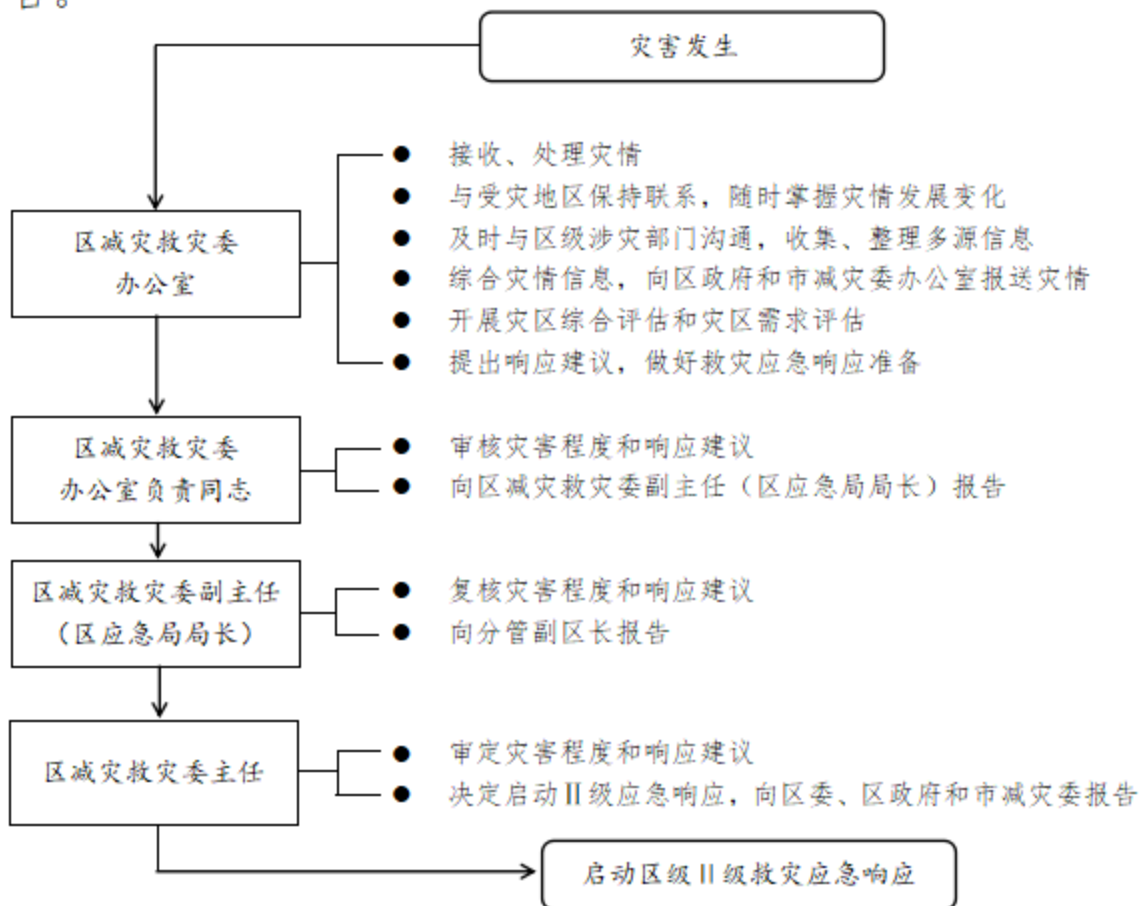 灾害发生
● 接收、处理灾情
● 与受灾地区保持联系，随时掌握灾情发展变化
区减灾救灾委
办公室
● 及时与区级涉灾部门沟通，收集、整理多源信息
● 综合灾情信息，向区政府和市减灾委办公室报送灾情
● 开展灾区综合评估和灾区需求评估
● 提出响应建议，做好救灾应急响应准备
区减灾救灾委
办公室负责同志
● 审核灾害程度和响应建议
● 向区减灾救灾委副主任（区应急局局长）报告
区减灾救灾委副主任
（区应急局局长）
● 复核灾害程度和响应建议
● 向分管副区长报告
区减灾救灾委主任
● 审定灾害程度和响应建议
● 决定启动Ⅱ级应急响应，向区委、区政府和市减灾委报告
启动区级Ⅱ级救灾应急响应